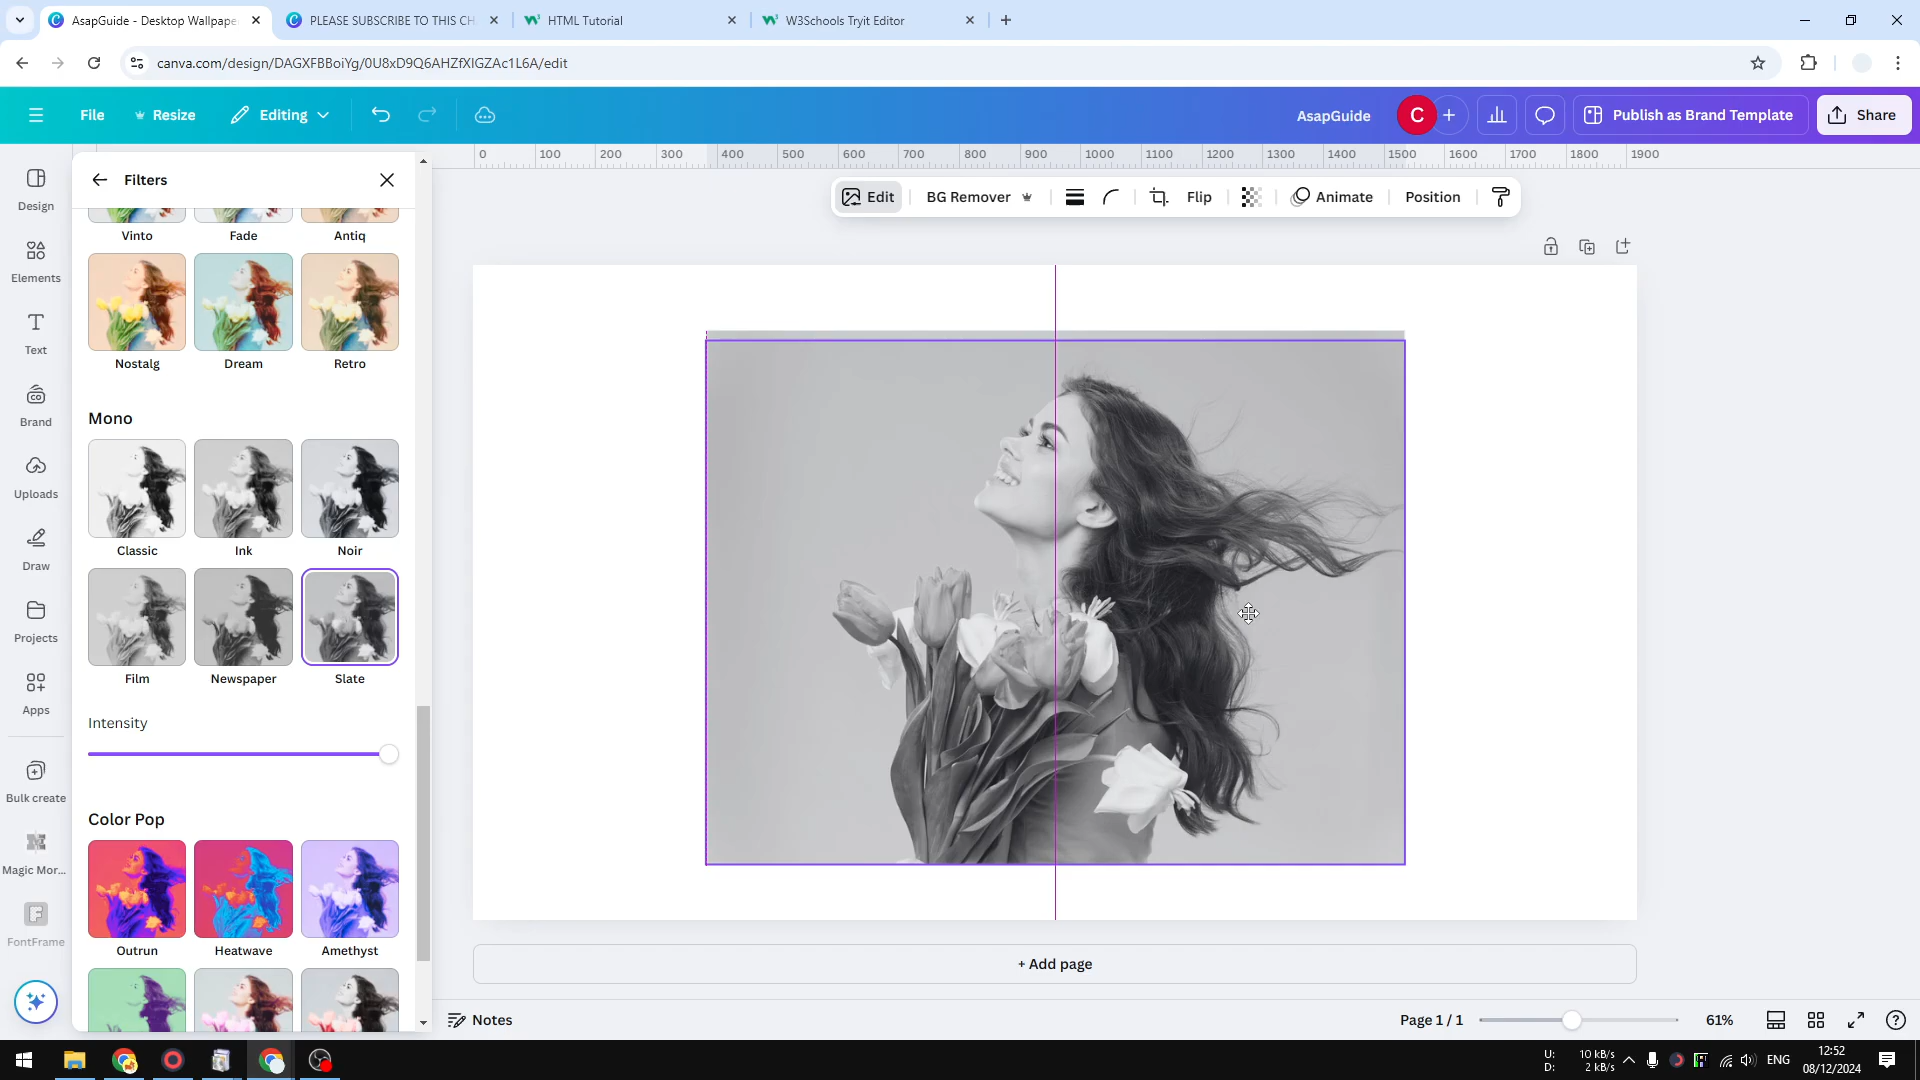 AsapGuide - Desktop Wallpape
PLEASE SUBSCRIBE TO THIS CH
HTML Tutorial
W3Schools Tryit Editor
canva.com/design/DAGXFBBoiYg/0U8xD9Q6AHZfXIGZAc1L6A/edit
File
Resize
Editing
AsapGuide
C
Publish as Brand Template
Share
0 100 200 300 400 500 600 700 800 900 1000 1100 1200 1300 1400 1500 1600 1700 1800 1900
Filters
Edit
BG Remover
Flip
Animate
Position
Design
Elements
Text
Brand
Uploads
Draw
Projects
Apps
Bulk create
Magic Mor...
FontFrame
Vinto Fade Antiq
Nostalg Dream Retro
Mono
Classic Ink Noir
Film Newspaper Slate
Intensity
Color Pop
Outrun Heatwave Amethyst
+ Add page
Notes
Page 1 / 1
61%
U: 10 kB/s
D: 2 kB/s
ENG
12:52
08/12/2024